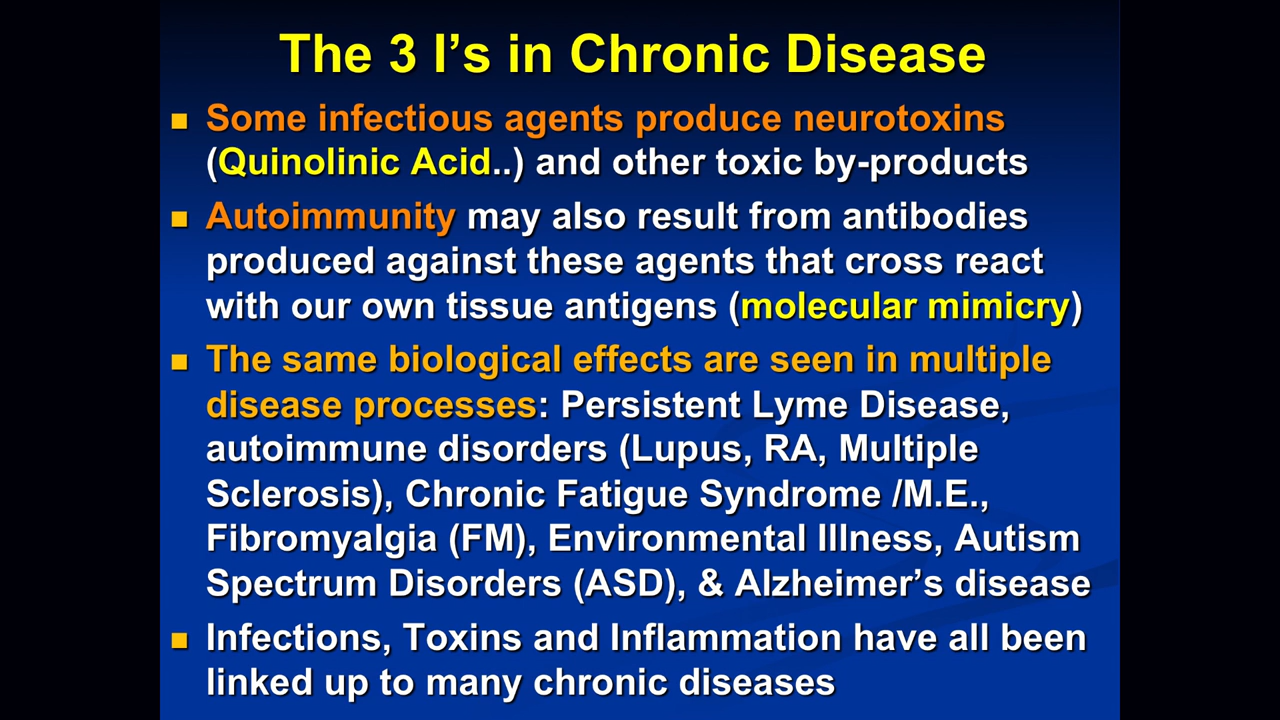 The 3 I’s in Chronic Disease
Some infectious agents produce neurotoxins
(Quinolinic Acid..) and other toxic by-products
Autoimmunity may also result from antibodies
produced against these agents that cross react
with our own tissue antigens (molecular mimicry)
The same biological effects are seen in multiple
disease processes: Persistent Lyme Disease,
autoimmune disorders (Lupus, RA, Multiple
Sclerosis), Chronic Fatigue Syndrome /M.E.,
Fibromyalgia (FM), Environmental Illness, Autism
Spectrum Disorders (ASD), & Alzheimer’s disease
Infections, Toxins and Inflammation have all been
linked up to many chronic diseases